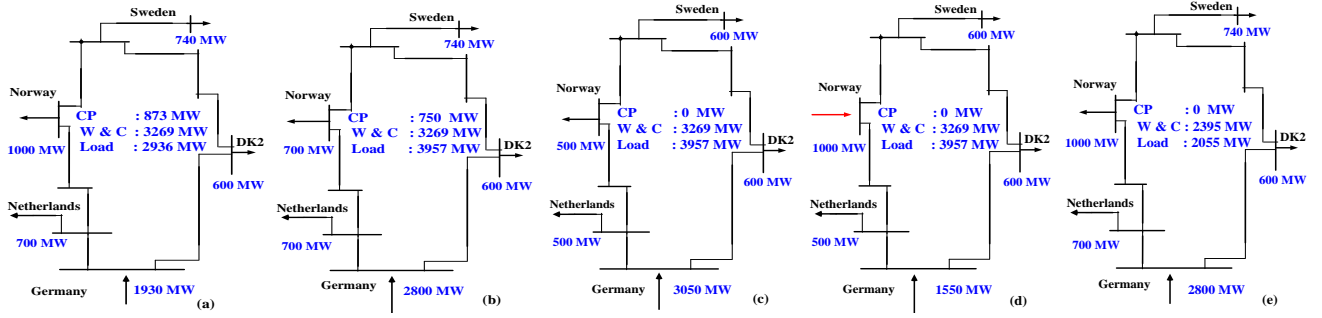 Sweden
740 MW
Norway
CP : 873 MW
W & C : 3269 MW
Load : 2936 MW
1000 MW
DK2
600 MW
Netherlands
700 MW
Germany
1930 MW
(a)
Sweden
740 MW
Norway
CP : 750 MW
W & C : 3269 MW
Load : 3957 MW
700 MW
DK2
600 MW
Netherlands
700 MW
Germany
2800 MW
(b)
Sweden
600 MW
Norway
CP : 0 MW
W & C : 3269 MW
Load : 3957 MW
500 MW
DK2
600 MW
Netherlands
500 MW
Germany
3050 MW
(c)
Sweden
600 MW
Norway
CP : 0 MW
W & C : 3269 MW
Load : 3957 MW
1000 MW
DK2
600 MW
Netherlands
500 MW
Germany
1550 MW
(d)
Sweden
740 MW
Norway
CP : 0 MW
W & C : 2395 MW
Load : 2055 MW
1000 MW
DK2
600 MW
Netherlands
700 MW
Germany
2800 MW
(e)